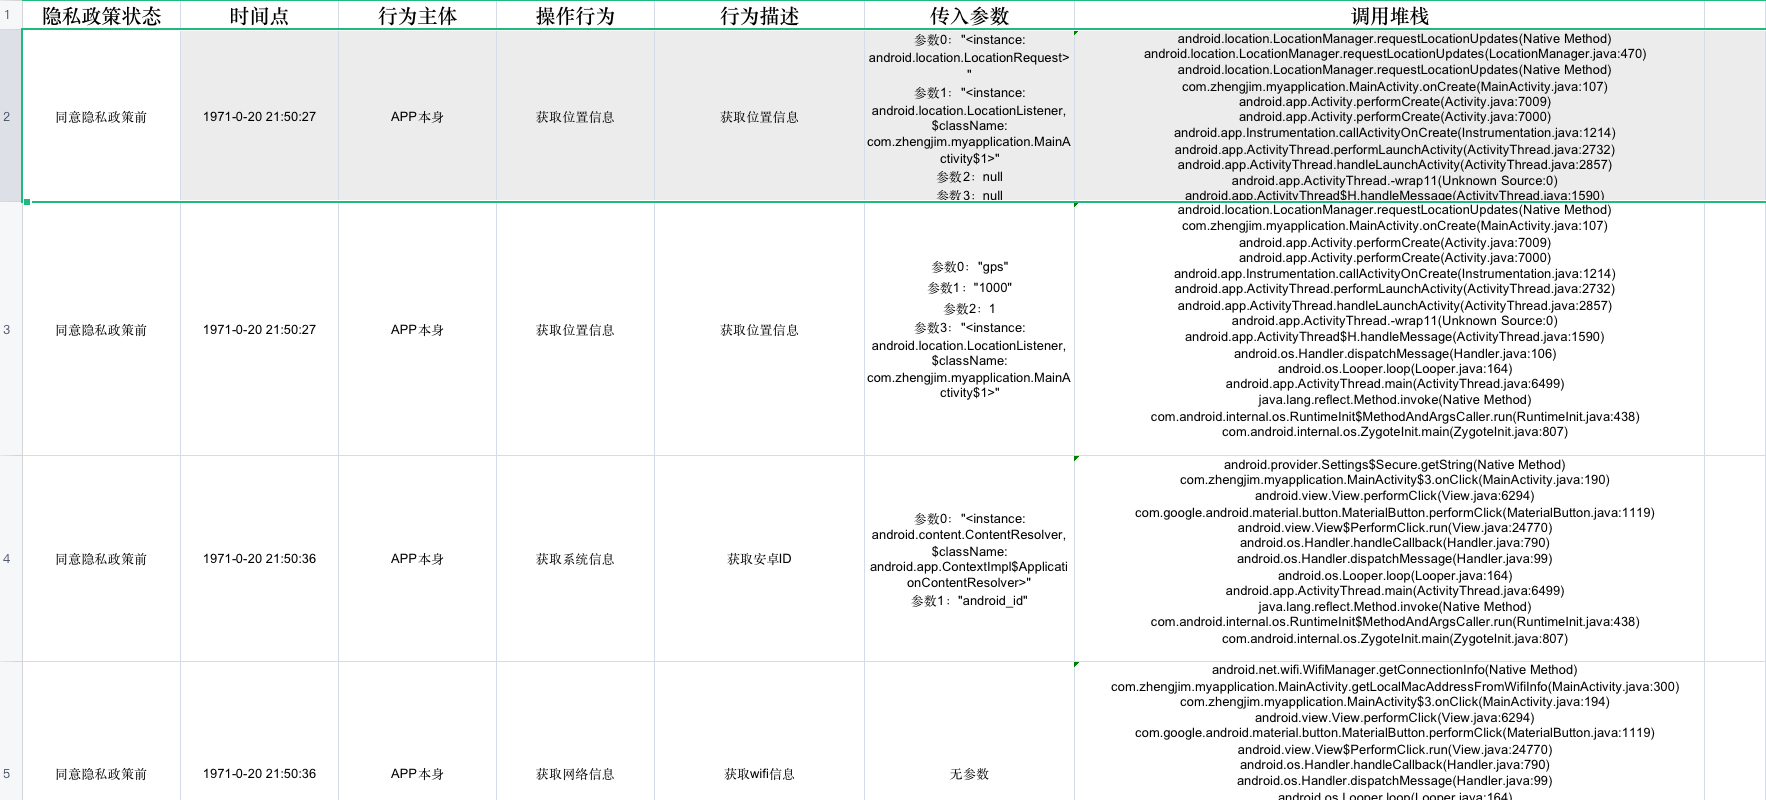 1
隐私政策状态
时间点
行为主体
操作行为
行为描述
传入参数
调用堆栈
2
同意隐私政策前
1971-0-20 21:50:27
APP本身
获取位置信息
获取位置信息
参数0："<instance:
android.location.LocationRequest>
"
参数1："<instance:
android.location.LocationListener,
$className:
com.zhengjim.myapplication.MainA
ctivity$1>"
参数2：null
参数3：null
android.location.LocationManager.requestLocationUpdates(Native Method)
android.location.LocationManager.requestLocationUpdates(LocationManager.java:470)
android.location.LocationManager.requestLocationUpdates(Native Method)
com.zhengjim.myapplication.MainActivity.onCreate(MainActivity.java:107)
android.app.Activity.performCreate(Activity.java:7009)
android.app.Activity.performCreate(Activity.java:7000)
android.app.Instrumentation.callActivityOnCreate(Instrumentation.java:1214)
android.app.ActivityThread.performLaunchActivity(ActivityThread.java:2732)
android.app.ActivityThread.handleLaunchActivity(ActivityThread.java:2857)
android.app.ActivityThread.-wrap11(Unknown Source:0)
android.app.ActivityThread$H.handleMessage(ActivityThread.java:1590)
3
同意隐私政策前
1971-0-20 21:50:27
APP本身
获取位置信息
获取位置信息
参数0："gps"
参数1："1000"
参数2：1
参数3："<instance:
android.location.LocationListener,
$className:
com.zhengjim.myapplication.MainA
ctivity$1>"
android.location.LocationManager.requestLocationUpdates(Native Method)
com.zhengjim.myapplication.MainActivity.onCreate(MainActivity.java:107)
android.app.Activity.performCreate(Activity.java:7009)
android.app.Activity.performCreate(Activity.java:7000)
android.app.Instrumentation.callActivityOnCreate(Instrumentation.java:1214)
android.app.ActivityThread.performLaunchActivity(ActivityThread.java:2732)
android.app.ActivityThread.handleLaunchActivity(ActivityThread.java:2857)
android.app.ActivityThread.-wrap11(Unknown Source:0)
android.app.ActivityThread$H.handleMessage(ActivityThread.java:1590)
android.os.Handler.dispatchMessage(Handler.java:106)
android.os.Looper.loop(Looper.java:164)
android.app.ActivityThread.main(ActivityThread.java:6499)
java.lang.reflect.Method.invoke(Native Method)
com.android.internal.os.RuntimeInit$MethodAndArgsCaller.run(RuntimeInit.java:438)
com.android.internal.os.ZygoteInit.main(ZygoteInit.java:807)
4
同意隐私政策前
1971-0-20 21:50:36
APP本身
获取系统信息
获取安卓ID
参数0："<instance:
android.content.ContentResolver,
$className:
android.app.ContextImpl$Applicati
onContentResolver>"
参数1："android_id"
android.provider.Settings$Secure.getString(Native Method)
com.zhengjim.myapplication.MainActivity$3.onClick(MainActivity.java:190)
android.view.View.performClick(View.java:6294)
com.google.android.material.button.MaterialButton.performClick(MaterialButton.java:1119)
android.view.View$PerformClick.run(View.java:24770)
android.os.Handler.handleCallback(Handler.java:790)
android.os.Handler.dispatchMessage(Handler.java:99)
android.os.Looper.loop(Looper.java:164)
android.app.ActivityThread.main(ActivityThread.java:6499)
java.lang.reflect.Method.invoke(Native Method)
com.android.internal.os.RuntimeInit$MethodAndArgsCaller.run(RuntimeInit.java:438)
com.android.internal.os.ZygoteInit.main(ZygoteInit.java:807)
5
同意隐私政策前
1971-0-20 21:50:36
APP本身
获取网络信息
获取wifi信息
无参数
android.net.wifi.WifiManager.getConnectionInfo(Native Method)
com.zhengjim.myapplication.MainActivity.getLocalMacAddressFromWifiInfo(MainActivity.java:300)
com.zhengjim.myapplication.MainActivity$3.onClick(MainActivity.java:194)
android.view.View.performClick(View.java:6294)
com.google.android.material.button.MaterialButton.performClick(MaterialButton.java:1119)
android.view.View$PerformClick.run(View.java:24770)
android.os.Handler.handleCallback(Handler.java:790)
android.os.Handler.dispatchMessage(Handler.java:99)
android.os.Looper.loop(Looper.java:164)